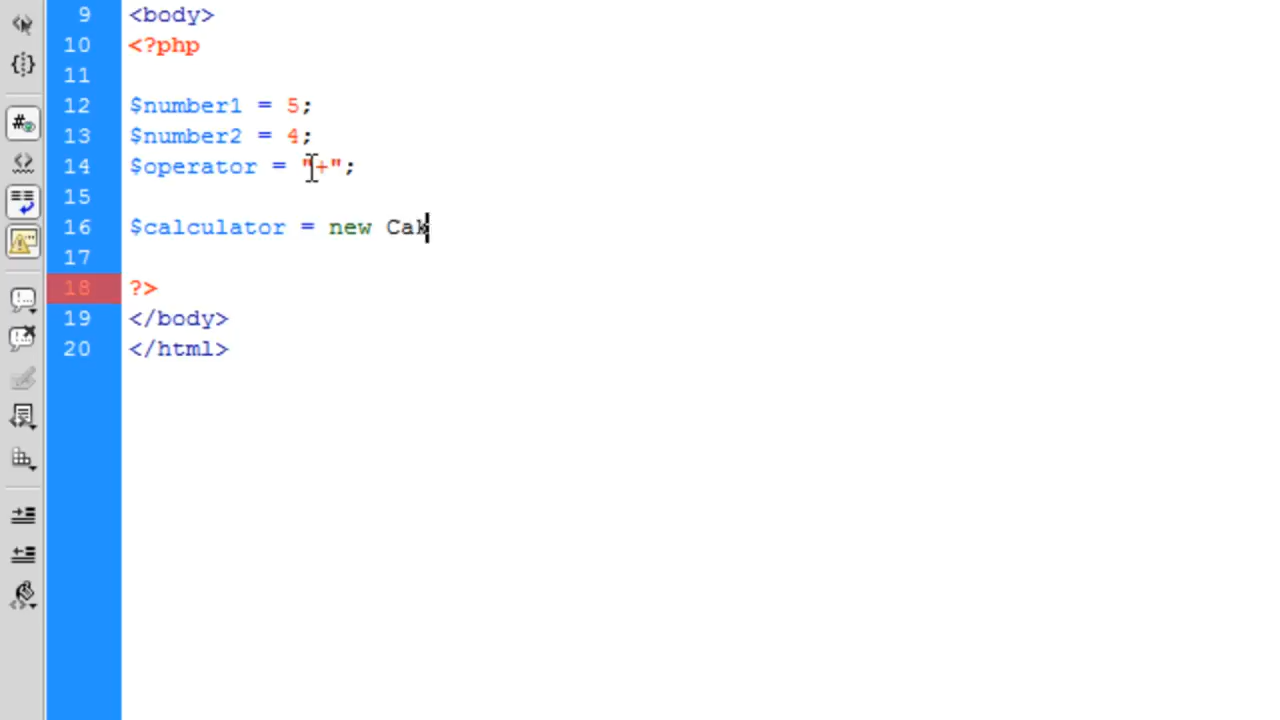 9 <body>
10 <?php
11
12 $number1 = 5;
13 $number2 = 4;
14 $operator = "+";
15
16 $calculator = new Cak
17
18 ?>
19 </body>
20 </html>